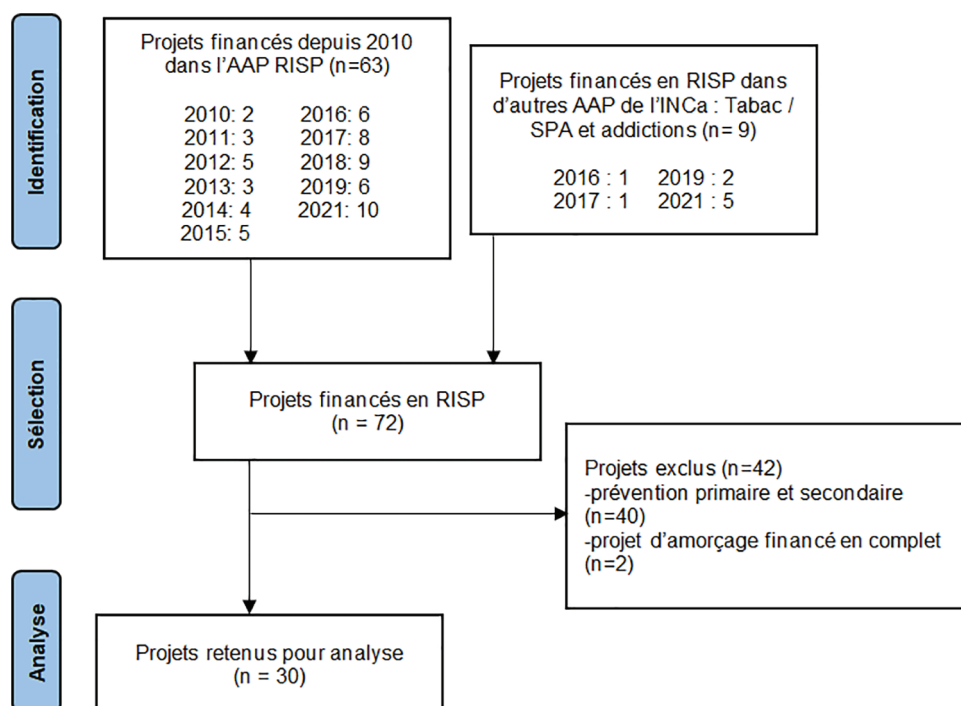 Identification
Projets financés depuis 2010
dans l'AAP RISP (n=63)
2010: 2 2016: 6
2011: 3 2017: 8
2012: 5 2018: 9
2013: 3 2019: 6
2014: 4 2021: 10
2015: 5
Projets financés en RISP dans
d'autres AAP de l'INCa : Tabac /
SPA et addictions (n= 9)
2016 : 1 2019 : 2
2017 : 1 2021 : 5
Sélection
Projets financés en RISP
(n = 72)
Projets exclus (n=42)
-prévention primaire et secondaire
(n=40)
-projet d'amorçage financé en complet
(n=2)
Analyse
Projets retenus pour analyse
(n = 30)